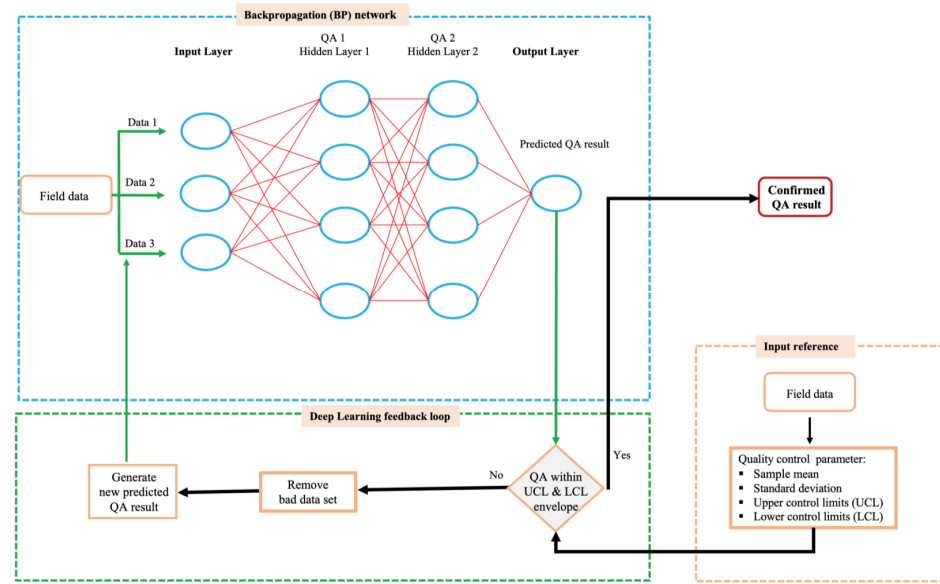 Backpropagation (BP) network
Input Layer
QA 1
Hidden Layer 1
QA 2
Hidden Layer 2
Output Layer
Data 1
Data 2
Data 3
Field data
Predicted QA result
Confirmed
QA result
Input reference
Field data
Quality control parameter:
▪ Sample mean
▪ Standard deviation
▪ Upper control limits (UCL)
▪ Lower control limits (LCL)
Deep Learning feedback loop
Yes
No
QA within
UCL & LCL
envelope
Remove
bad data set
Generate
new predicted
QA result